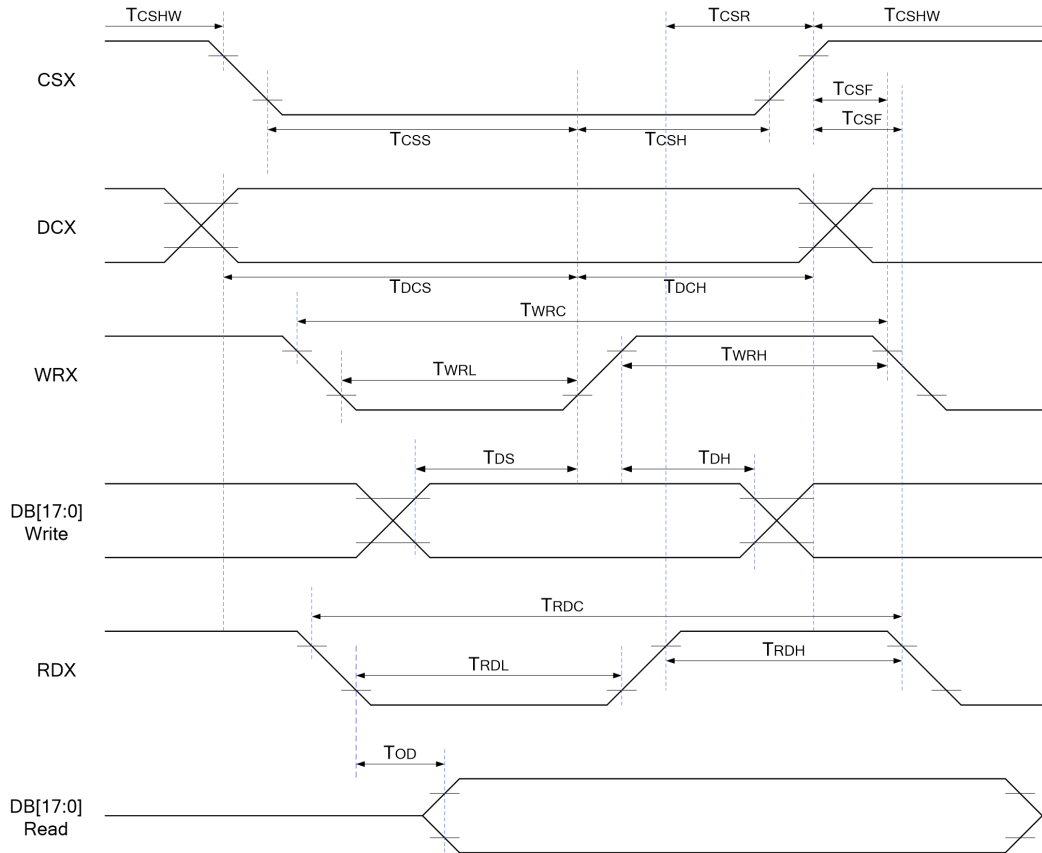 TCSHW
TCSR
TCSHW
CSX
TCSF
TCSF
TCSS
TCSH
DCX
TDCS
TDCH
TWRC
WRX
TWRL
TWRH
TDS
TDH
DB[17:0]
Write
TRDC
RDX
TRDL
TRDH
TOD
DB[17:0]
Read